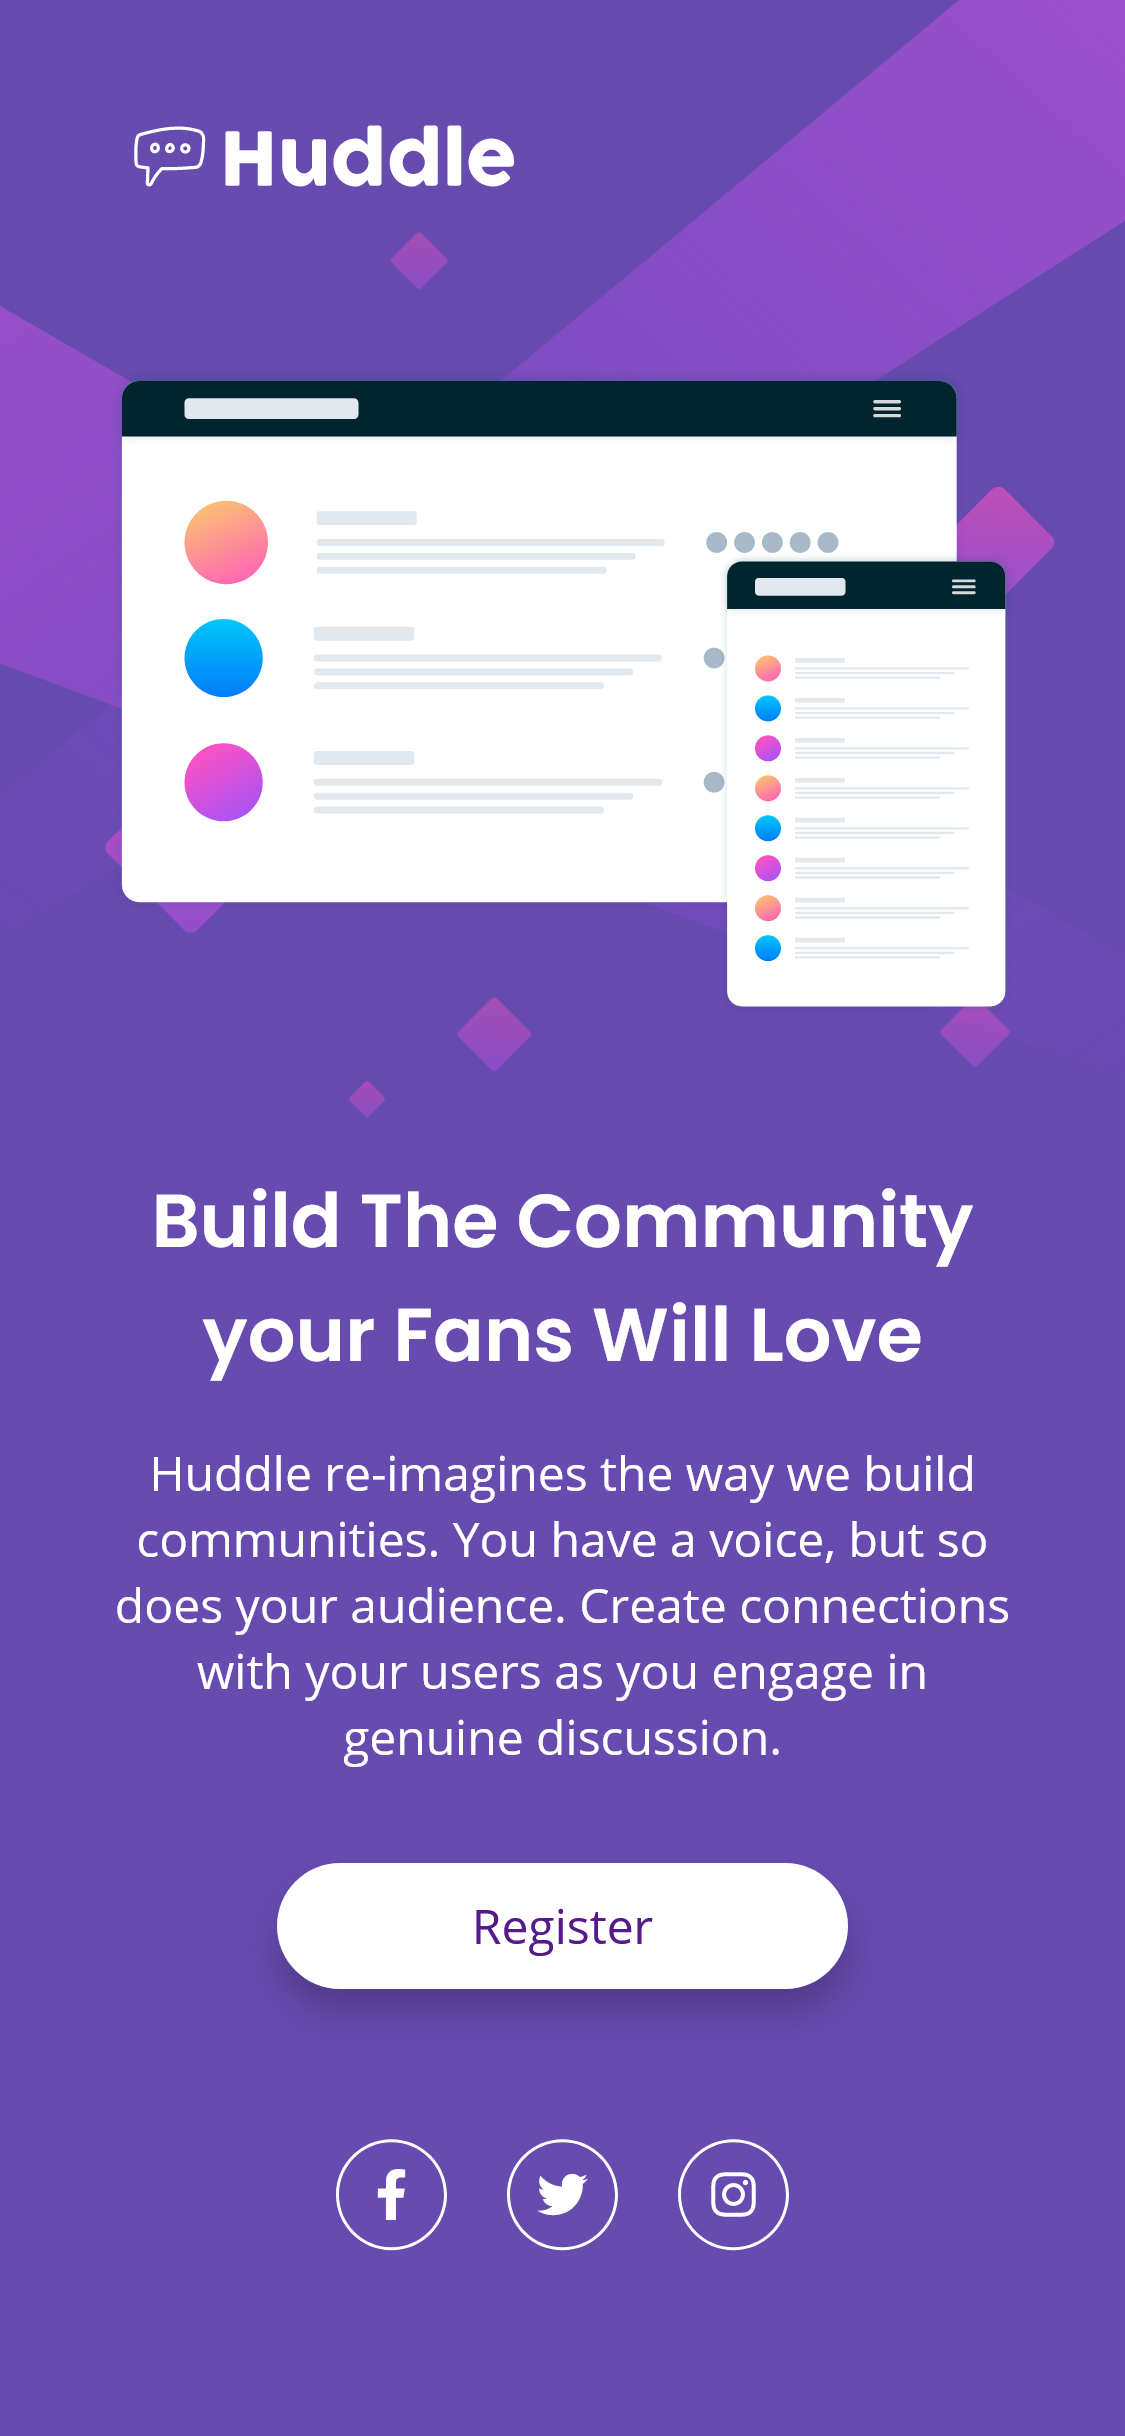 Huddle
Build The Community
your Fans Will Love
Huddle re-imagines the way we build
communities. You have a voice, but so
does your audience. Create connections
with your users as you engage in
genuine discussion.
Register